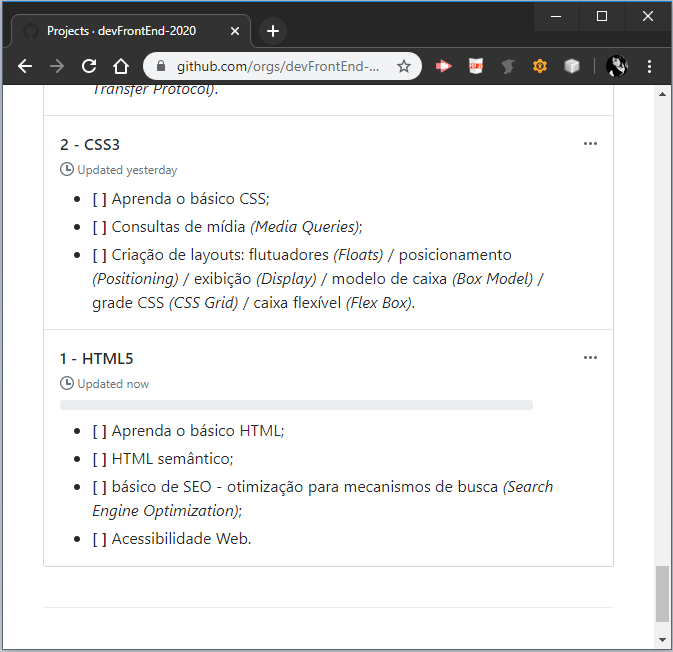 Projects · devFrontEnd-2020
github.com/orgs/devFrontEnd-...
Transfer Protocol).
2 - CSS3
Updated yesterday
[ ] Aprenda o básico CSS;
[ ] Consultas de mídia (Media Queries);
[ ] Criação de layouts: flutuadores (Floats) / posicionamento
(Positioning) / exibição (Display) / modelo de caixa (Box Model) /
grade CSS (CSS Grid) / caixa flexível (Flex Box).
1 - HTML5
Updated now
[ ] Aprenda o básico HTML;
[ ] HTML semântico;
[ ] básico de SEO - otimização para mecanismos de busca (Search
Engine Optimization);
[ ] Acessibilidade Web.